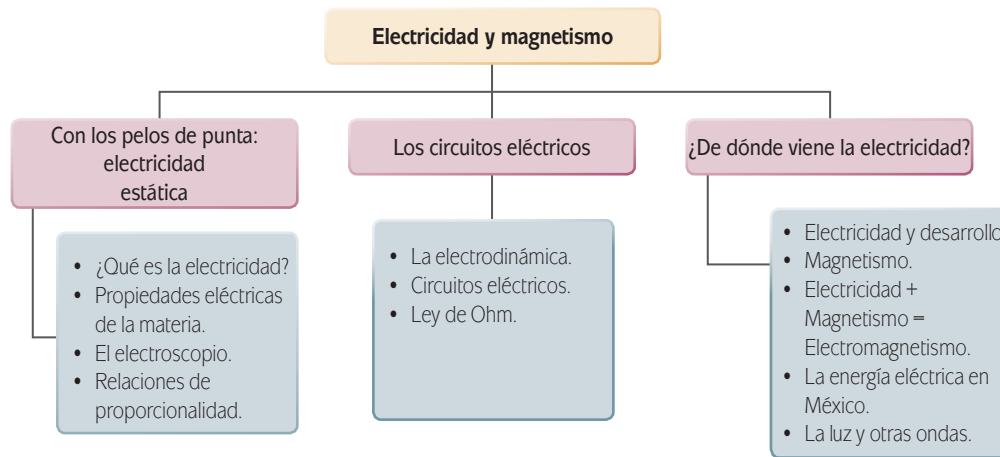 Electricidad y magnetismo
Con los pelos de punta:
electricidad
estática
Los circuitos eléctricos
¿De dónde viene la electricidad?
• ¿Qué es la electricidad?
• Propiedades eléctricas
de la materia.
• El electroscopio.
• Relaciones de
proporcionalidad.
• La electrodinámica.
• Circuitos eléctricos.
• Ley de Ohm.
• Electricidad y desarrollo
• Magnetismo.
• Electricidad +
Magnetismo =
Electromagnetismo.
• La energía eléctrica en
México.
• La luz y otras ondas.